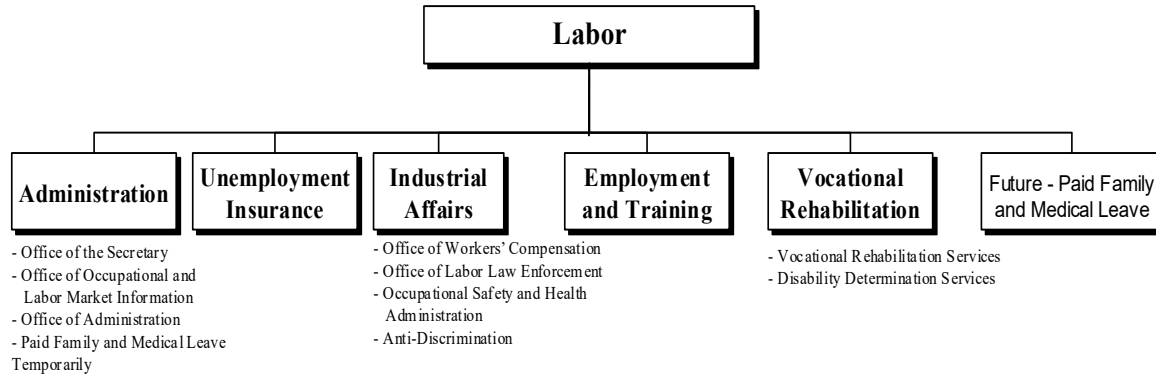 Labor
Administration
Unemployment
Insurance
Industrial
Affairs
Employment
and Training
Vocational
Rehabilitation
Future - Paid Family
and Medical Leave
- Office of the Secretary
- Office of Occupational and
Labor Market Information
- Office of Administration
- Paid Family and Medical Leave
Temporarily
- Office of Workers' Compensation
- Office of Labor Law Enforcement
- Occupational Safety and Health
Administration
- Anti-Discrimination
- Vocational Rehabilitation Services
- Disability Determination Services